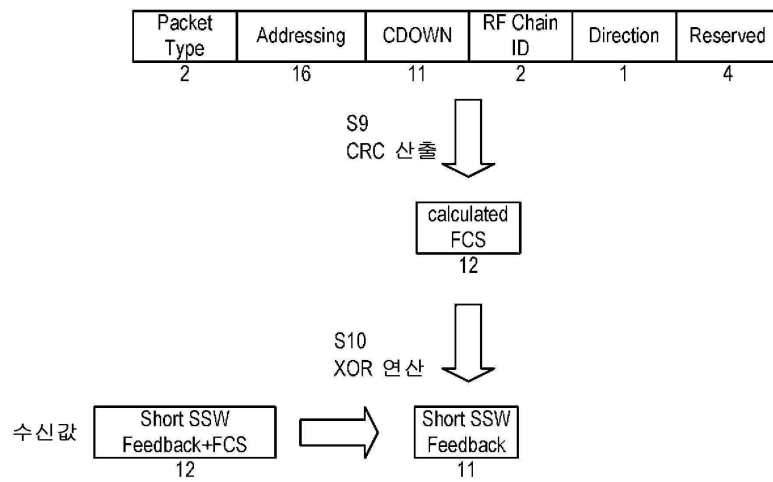 Packet Type
Addressing
CDOWN
RF Chain ID
Direction
Reserved
2
16
11
2
1
4
S9
CRC 산출
calculated
FCS
12
S10
XOR 연산
수신값
Short SSW
Feedback+FCS
12
Short SSW
Feedback
11